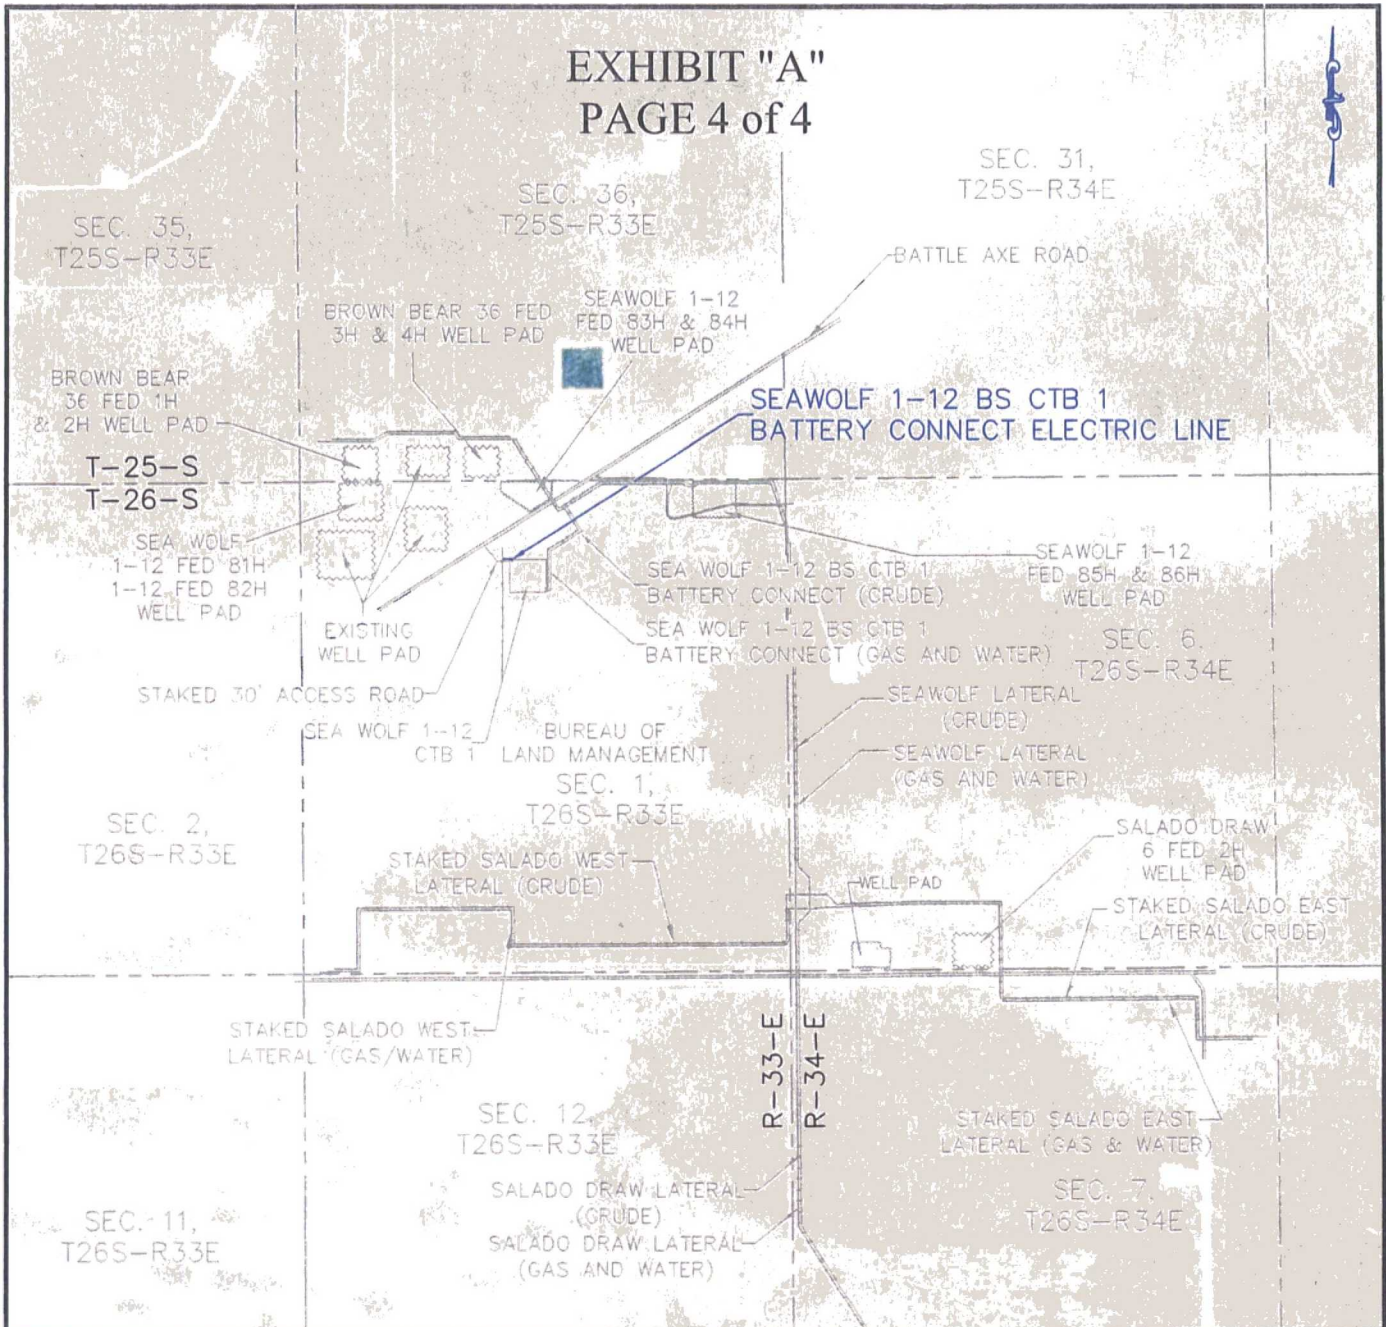 EXHIBIT "A"
PAGE 4 of 4
SEC. 31,
T25S-R34E
SEC. 36,
T25S-R33E
SEC. 35,
T25S-R33E
BATTLE AXE ROAD
SEAWOLF 1-12
FED 83H & 84H
WELL PAD
BROWN BEAR 36 FED
3H & 4H WELL PAD
BROWN BEAR
36 FED 1H
& 2H WELL PAD
SEAWOLF 1-12 BS CTB 1
BATTERY CONNECT ELECTRIC LINE
T-25-S
T-26-S
SEA WOLF
1-12 FED 81H
1-12 FED 82H
WELL PAD
SEAWOLF 1-12
FED 85H & 86H
WELL PAD
SEA WOLF 1-12 BS CTB 1
BATTERY CONNECT (CRUDE)
EXISTING
WELL PAD
SEA WOLF 1-12 BS CTB 1
BATTERY CONNECT (GAS AND WATER)
SEC. 6,
T26S-R34E
STAKED 30' ACCESS ROAD
SEAWOLF LATERAL
(CRUDE)
SEA WOLF 1-12
CTB 1
BUREAU OF
LAND MANAGEMENT
SEAWOLF LATERAL
(GAS AND WATER)
SEC. 1,
T26S-R33E
SEC. 2,
T26S-R33E
SALADO DRAW
6 FED 2H
WELL PAD
STAKED SALADO WEST
LATERAL (CRUDE)
WELL PAD
STAKED SALADO EAST
LATERAL (CRUDE)
STAKED SALADO WEST
LATERAL (GAS/WATER)
R-33-E
R-34-E
SEC. 12,
T26S-R33E
STAKED SALADO EAST
LATERAL (GAS & WATER)
SALADO DRAW LATERAL
(CRUDE)
SEC. 7,
T26S-R34E
SEC. 11,
T26S-R33E
SALADO DRAW LATERAL
(GAS AND WATER)